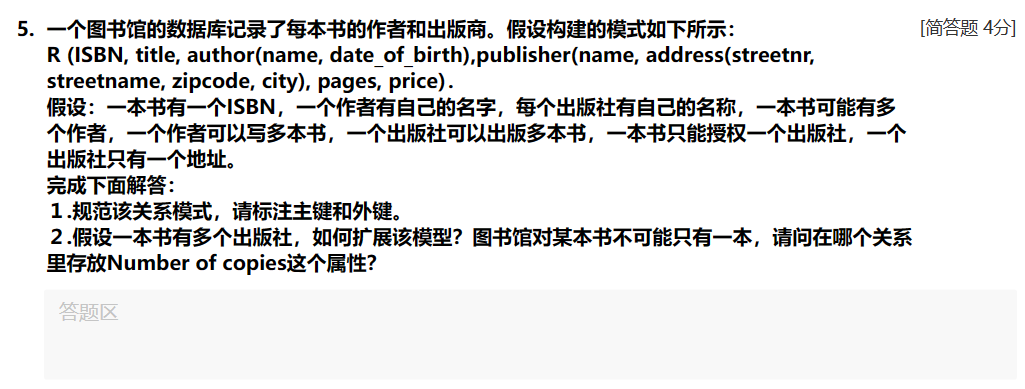 5. 一个图书馆的数据库记录了每本书的作者和出版商。假设构建的模式如下所示： [简答题 4分]
R (ISBN, title, author(name, date_of_birth),publisher(name, address(streetnr,
streetname, zipcode, city), pages, price).
假设：一本书有一个ISBN，一个作者有自己的名字，每个出版社有自己的名称，一本书可能有多
个作者，一个作者可以写多本书，一个出版社可以出版多本书，一本书只能授权一个出版社，一个
出版社只有一个地址。
完成下面解答：
１.规范该关系模式，请标注主键和外键。
２.假设一本书有多个出版社，如何扩展该模型？图书馆对某本书不可能只有一本，请问在哪个关系
里存放Number of copies这个属性？
答题区